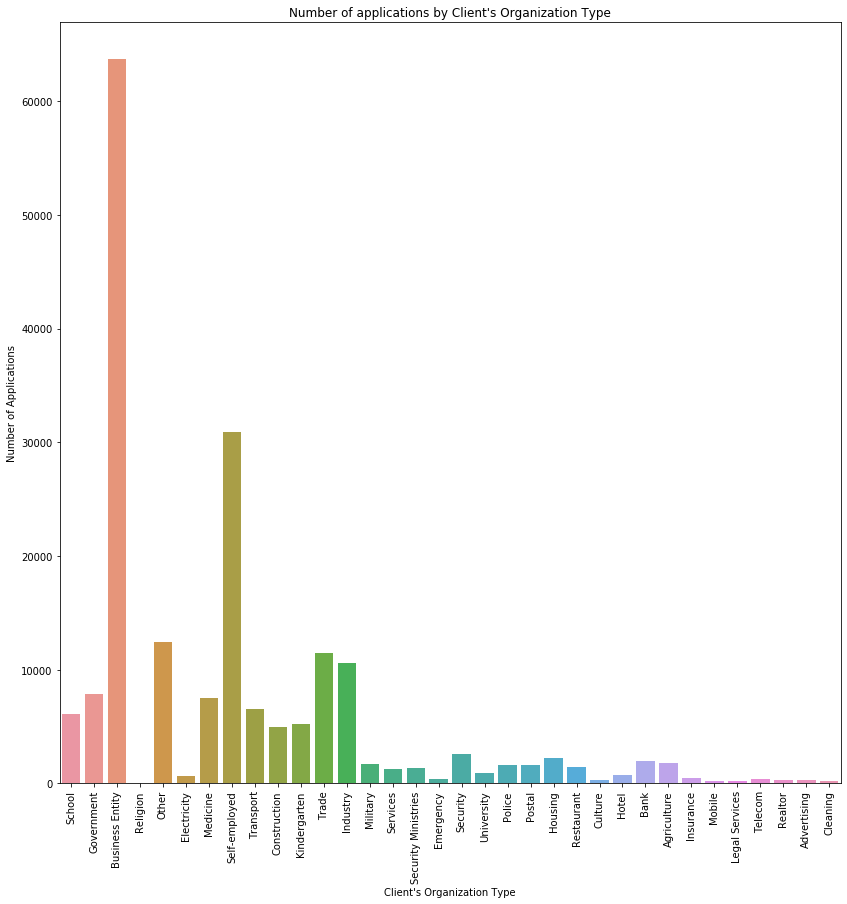 Number of applications by Client's Organization Type
Number of Applications
60000
50000
40000
30000
20000
10000
0
School
Government
Business Entity
Religion
Other
Electricity
Medicine
Self-employed
Transport
Construction
Kindergarten
Trade
Industry
Military
Services
Security Ministries
Emergency
Security
University
Police
Postal
Housing
Restaurant
Culture
Hotel
Bank
Agriculture
Insurance
Mobile
Legal Services
Telecom
Realtor
Advertising
Cleaning
Client's Organization Type